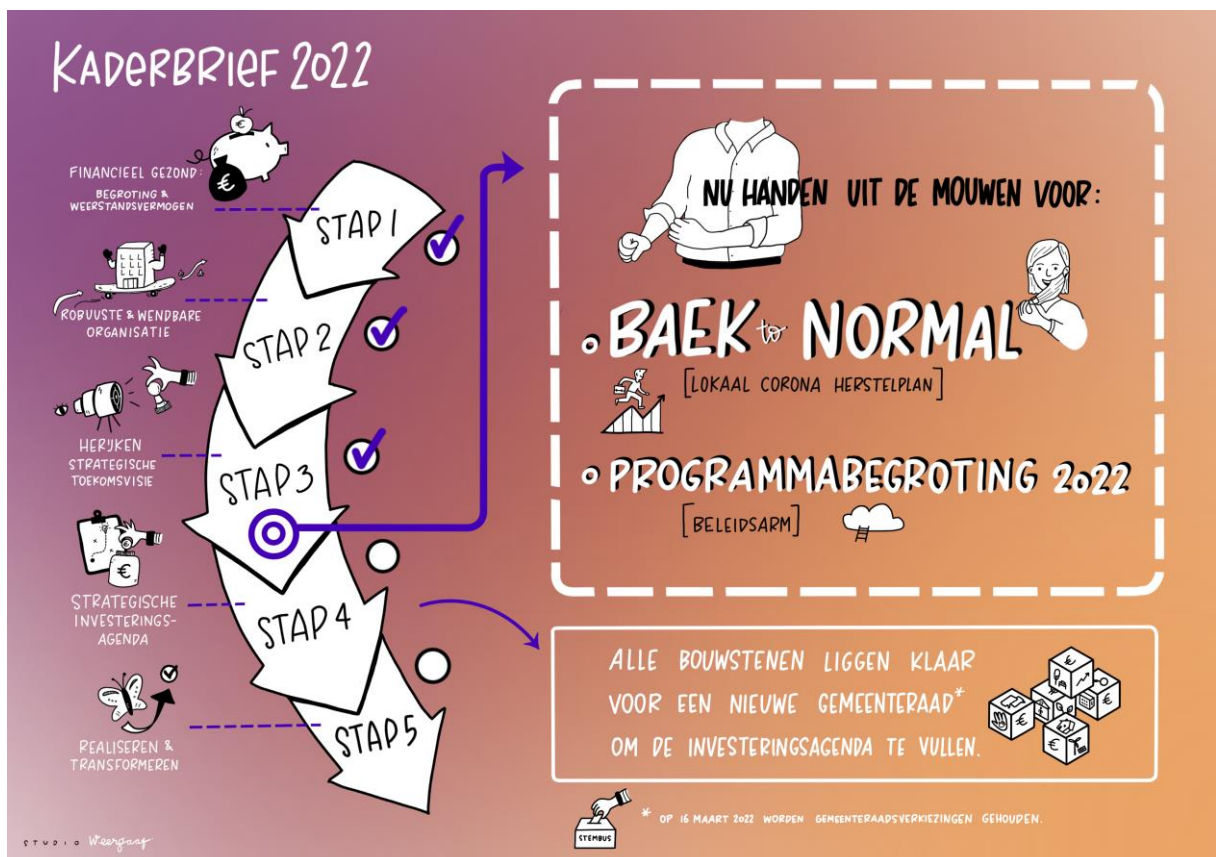 KADERBRIEF 2022
FINANCIEEL GEZOND:
BEGROTING &
WEERSTANDSVERMOGEN
STAP 1
ROBUUSTE & WENDBARE
ORGANISATIE
STAP 2
HERIJKEN
STRATEGISCHE
TOEKOMSVISIE
STAP 3
STRATEGISCHE
INVESTERINGS-
AGENDA
STAP 4
REALISEREN &
TRANSFORMEREN
STAP 5
NU HANDEN UIT DE MOUWEN VOOR:
BAEK to NORMAL
[LOKAAL CORONA HERSTELPLAN]
PROGRAMMABEGROTING 2022
[BELEIDSARM]
ALLE BOUWSTENEN LIGGEN KLAAR
VOOR EEN NIEUWE GEMEENTERAAD*
OM DE INVESTERINGSAGENDA TE VULLEN.
STEMBUS
* OP 16 MAART 2022 WORDEN GEMEENTERAADSVERKIEZINGEN GEHOUDEN.
STUDIO Weergaag